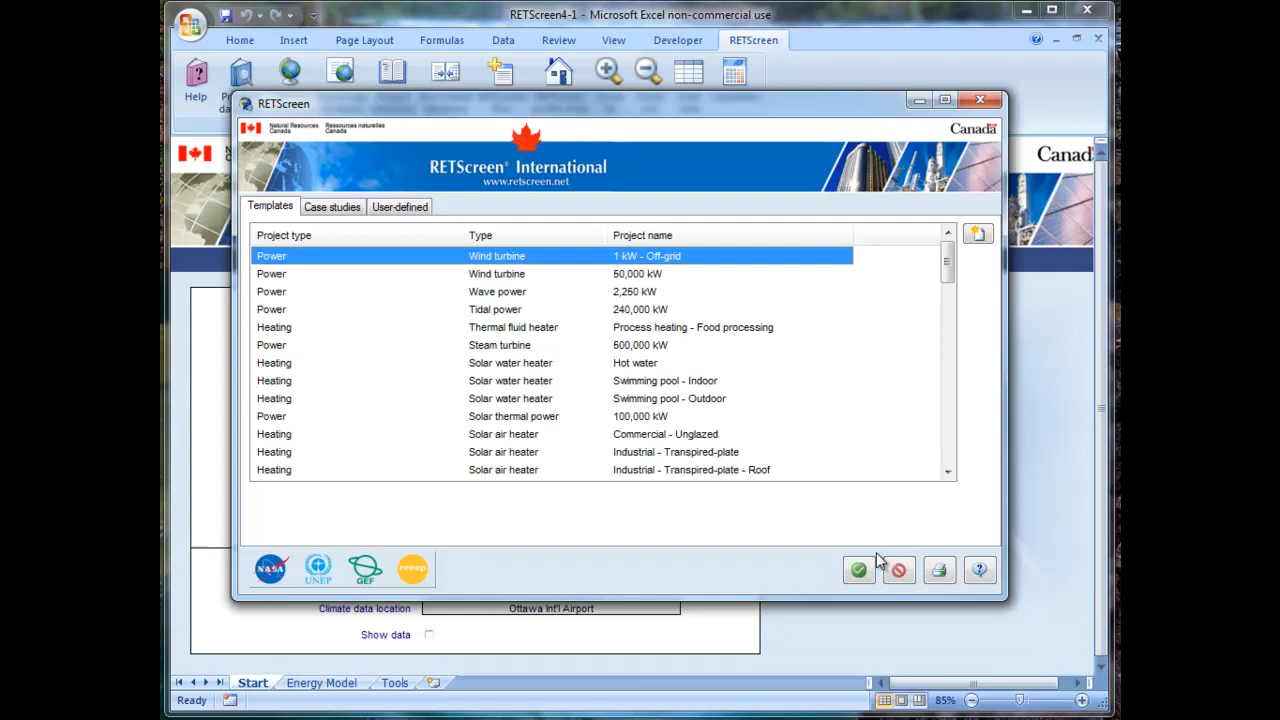 RETScreen4-1 - Microsoft Excel non-commercial use
Home Insert Page Layout Formulas Data Review View Developer RETScreen
Help
RETScreen
Natural Resources Canada Ressources naturelles Canada
Canada
RETScreen® International
www.retscreen.net
Templates Case studies User-defined
Project type Type Project name
Power Wind turbine 1 kW - Off-grid
Power Wind turbine 50,000 kW
Power Wave power 2,250 kW
Power Tidal power 240,000 kW
Heating Thermal fluid heater Process heating - Food processing
Power Steam turbine 500,000 kW
Heating Solar water heater Hot water
Heating Solar water heater Swimming pool - Indoor
Heating Solar water heater Swimming pool - Outdoor
Power Solar thermal power 100,000 kW
Heating Solar air heater Commercial - Unglazed
Heating Solar air heater Industrial - Transpired-plate
Heating Solar air heater Industrial - Transpired-plate - Roof
NASA UNEP GEF reeep
Climate data location Ottawa Int'l Airport
Show data
Start Energy Model Tools
Ready 85%